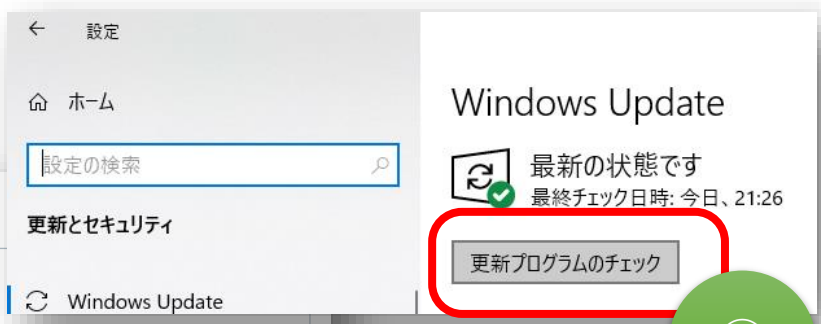 設定
ホーム
設定の検索
更新とセキュリティ
Windows Update
Windows Update
最新の状態です
最終チェック日時: 今日、21:26
更新プログラムのチェック